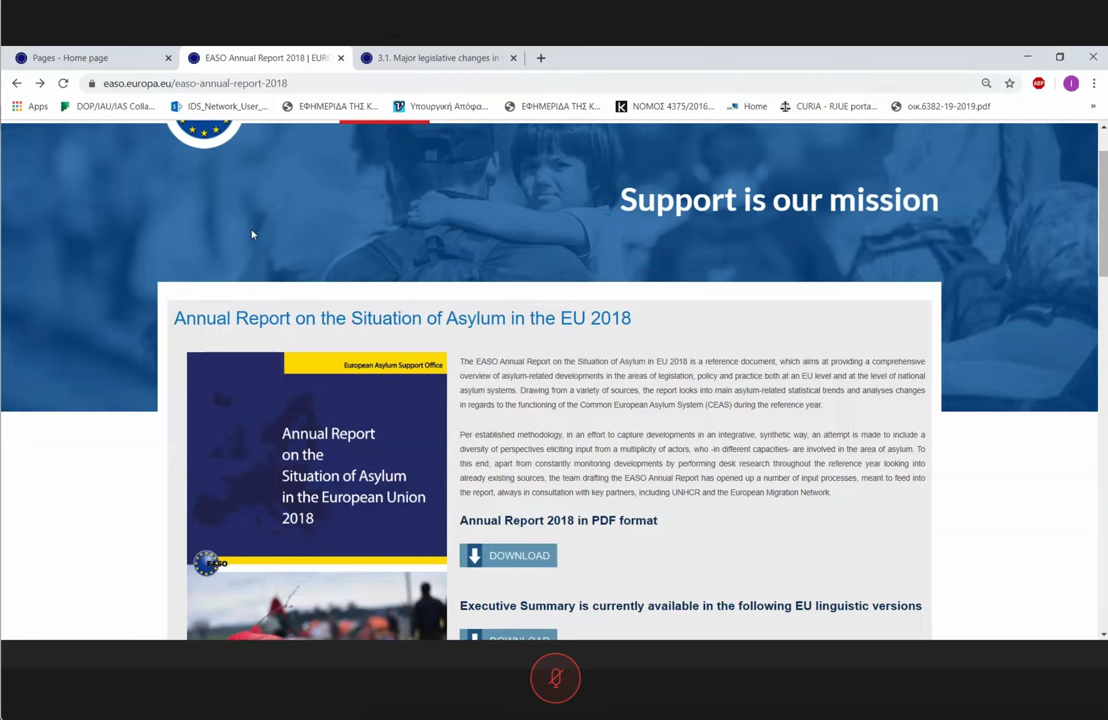 Pages - Home page
EASO Annual Report 2018 | EURO
3.1. Major legislative changes in
easo.europa.eu/easo-annual-report-2018
ABP
I
Apps
DOP/IAU/IAS Colla...
IDS_Network_User_...
ΕΦΗΜΕΡΙΔΑ ΤΗΣ Κ...
Υπουργική Απόφα...
ΕΦΗΜΕΡΙΔΑ ΤΗΣ Κ...
ΝΟΜΟΣ 4375/2016...
Home
CURIA - RJUE porta...
οικ.6382-19-2019.pdf
»
Support is our mission
Annual Report on the Situation of Asylum in the EU 2018
European Asylum Support Office
Annual Report
on the
Situation of Asylum
in the European Union
2018
EASO
The EASO Annual Report on the Situation of Asylum in EU 2018 is a reference document, which aims at providing a comprehensive
overview of asylum-related developments in the areas of legislation, policy and practice both at an EU level and at the level of national
asylum systems. Drawing from a variety of sources, the report looks into main asylum-related statistical trends and analyses changes
in regards to the functioning of the Common European Asylum System (CEAS) during the reference year.
Per established methodology, in an effort to capture developments in an integrative, synthetic way, an attempt is made to include a
diversity of perspectives eliciting input from a multiplicity of actors, who -in different capacities- are involved in the area of asylum. To
this end, apart from constantly monitoring developments by performing desk research throughout the reference year looking into
already existing sources, the team drafting the EASO Annual Report has opened up a number of input processes, meant to feed into
the report, always in consultation with key partners, including UNHCR and the European Migration Network.
Annual Report 2018 in PDF format
DOWNLOAD
Executive Summary is currently available in the following EU linguistic versions
DOWNLOAD